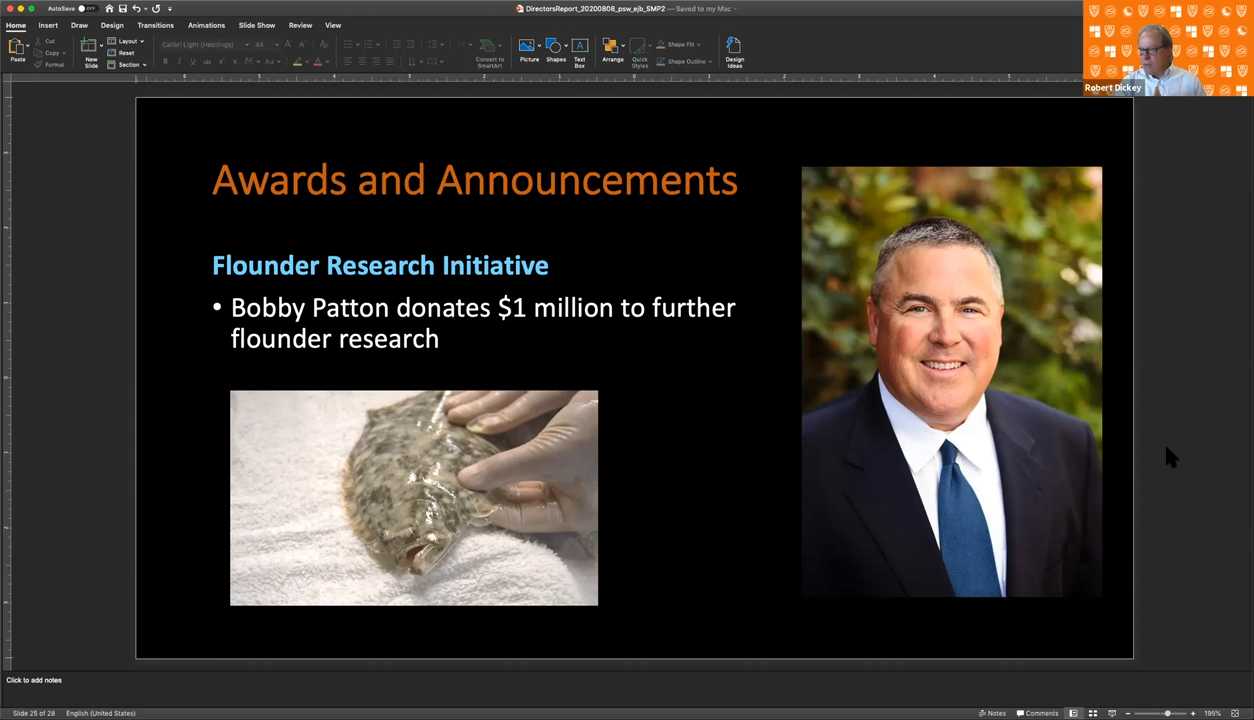 AutoSave OFF
DirectorsReport_20200808_psw_ejb_SMP2 — Saved to my Mac
Home Insert Draw Design Transitions Animations Slide Show Review View
Paste
Cut
Copy
Format
New Slide
Layout
Reset
Section
Calibri Light (Headings) 44
Convert to SmartArt
Picture
Shapes
Text Box
Arrange
Quick Styles
Shape Fill
Shape Outline
Design Ideas
Robert Dickey
Awards and Announcements
Flounder Research Initiative
• Bobby Patton donates $1 million to further
flounder research
Click to add notes
Slide 25 of 28 English (United States) Notes Comments 195%